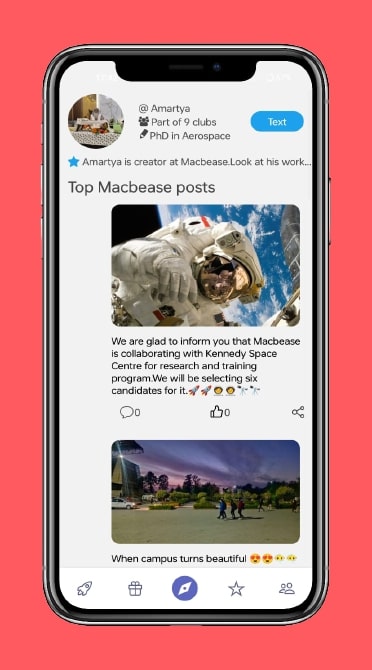 @ Amartya
Part of 9 clubs
PhD in Aerospace
Text
Amartya is creator at Macbease.Look at his work...
Top Macbease posts
We are glad to inform you that Macbease
is collaborating with Kennedy Space
Centre for research and training
program.We will be selecting six
candidates for it.🚀🚀👨‍🚀👨‍🚀🔭🔭
0
0
When campus turns beautiful 😍😍